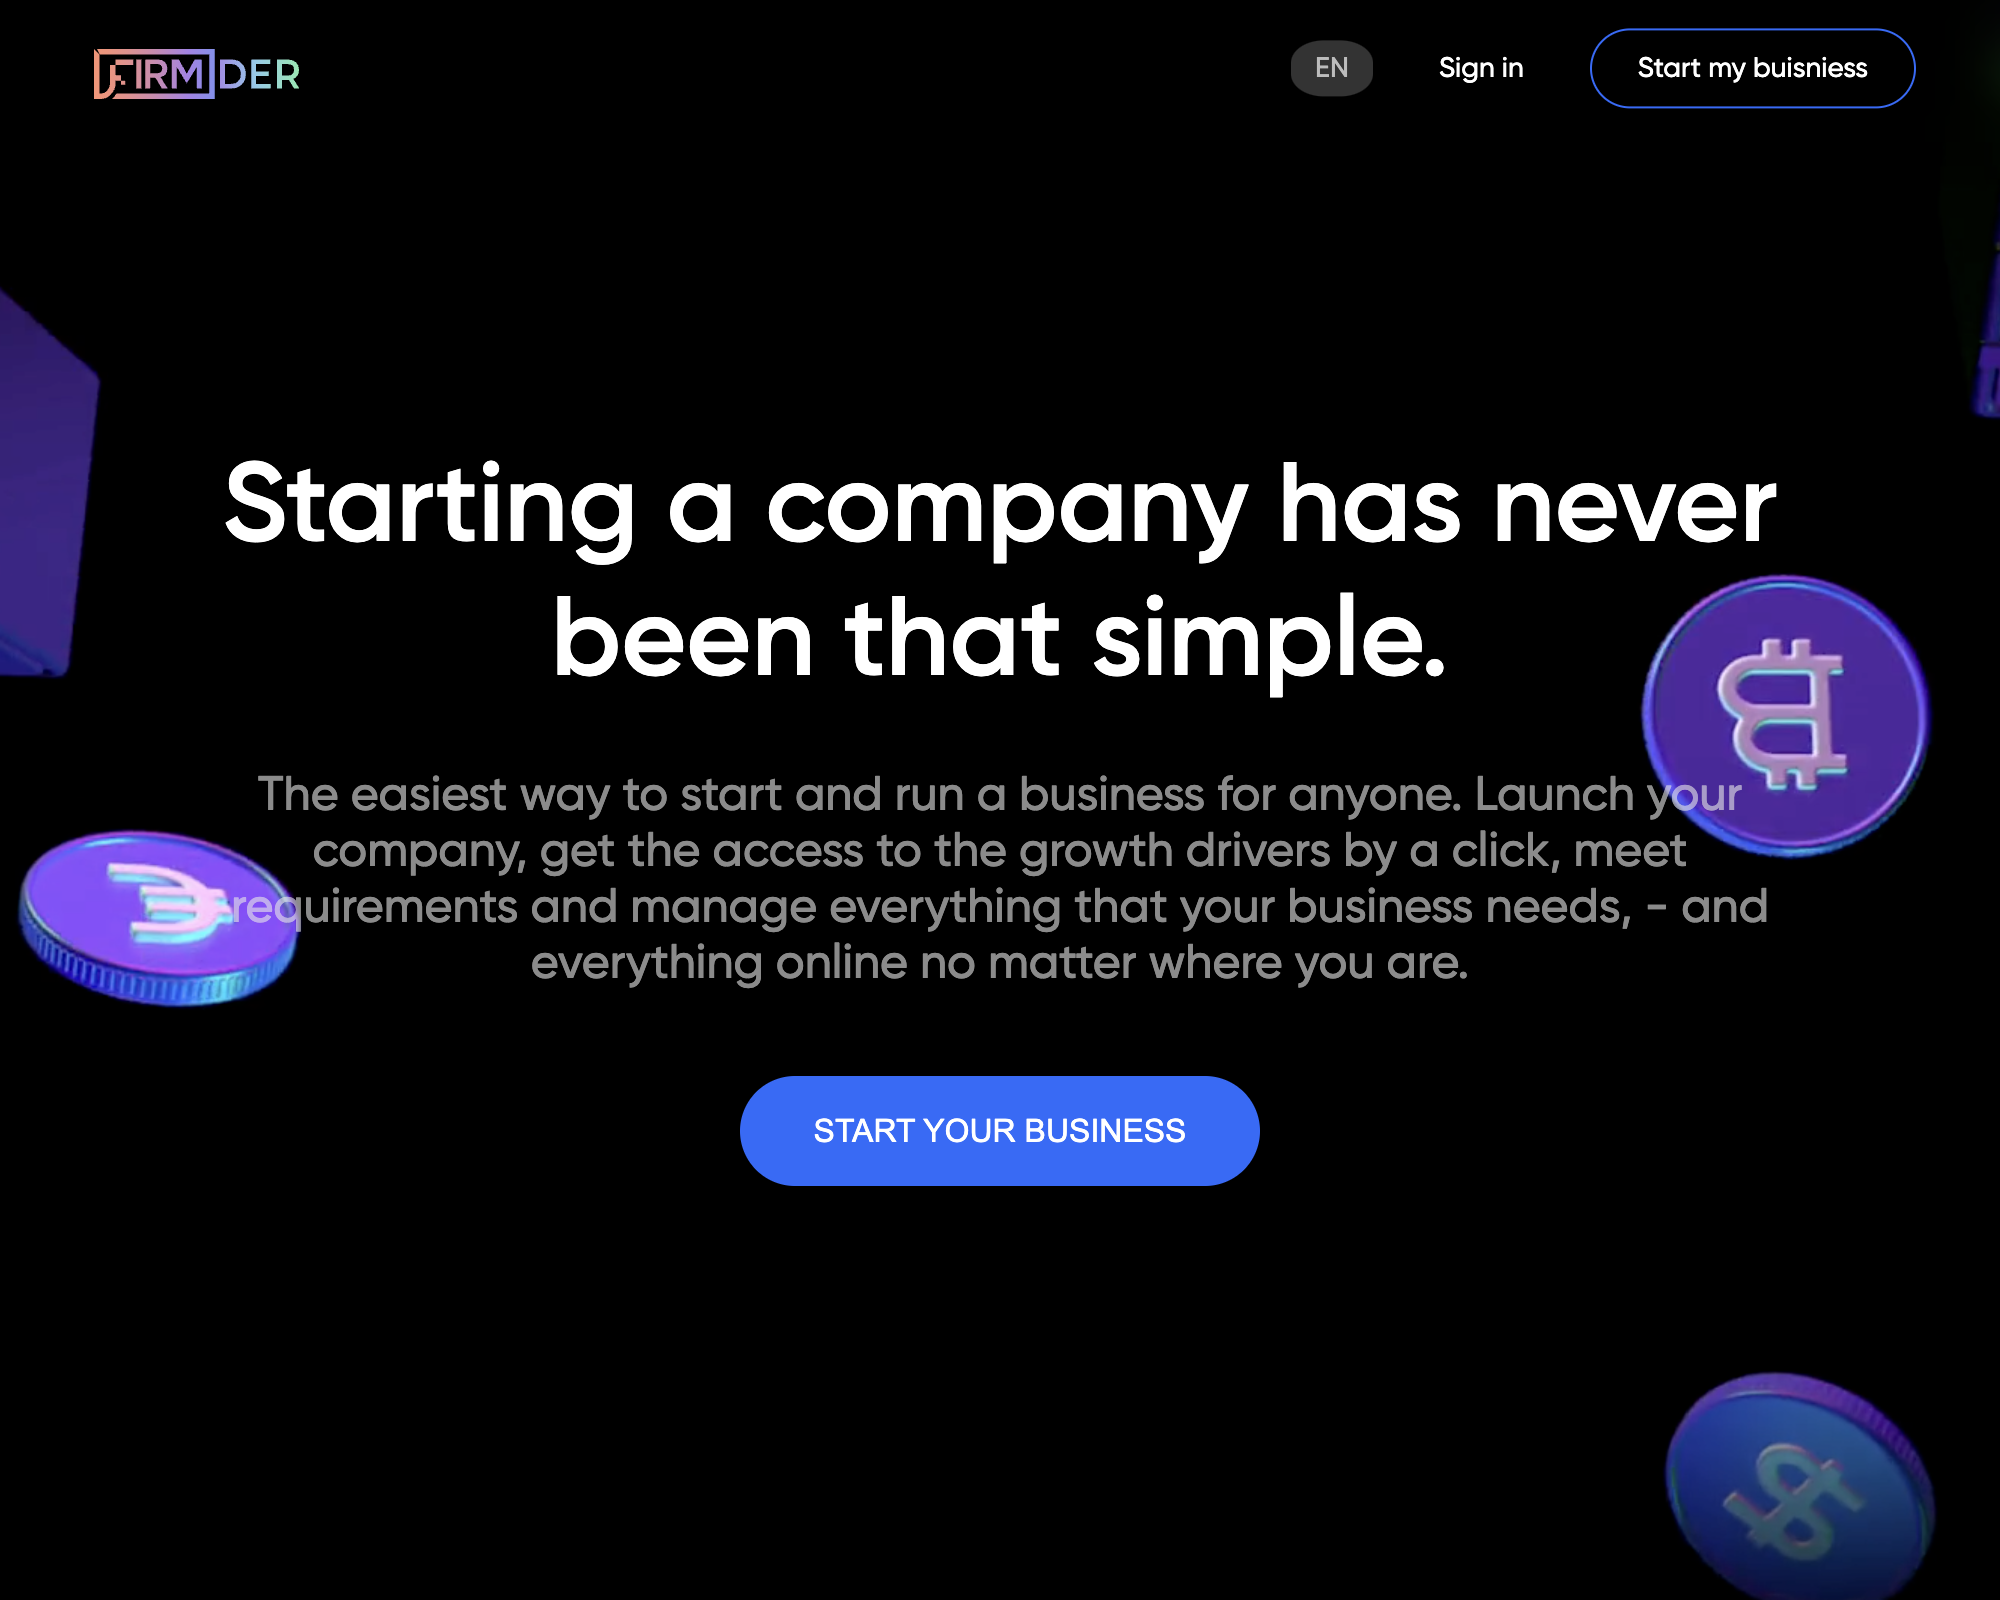 FIRMDER
EN
Sign in
Start my buisniess
Starting a company has never
been that simple.
The easiest way to start and run a business for anyone. Launch your
company, get the access to the growth drivers by a click, meet
requirements and manage everything that your business needs, - and
everything online no matter where you are.
START YOUR BUSINESS